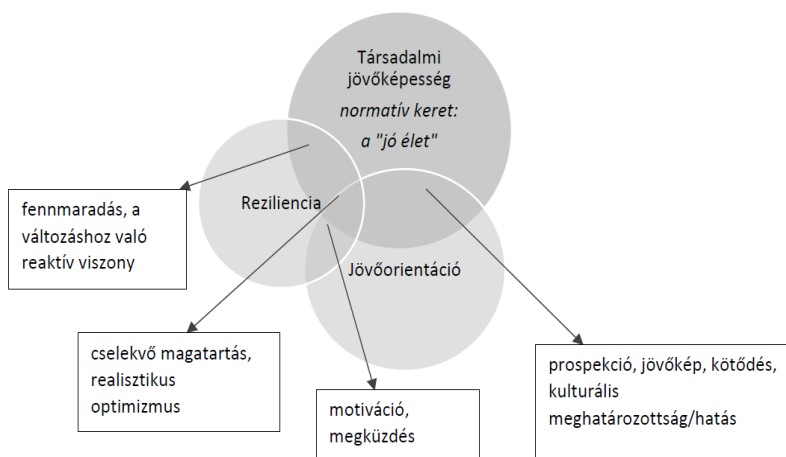 Társadalmi
jövőképesség
normatív keret:
a "jó élet"
Reziliencia
Jövőorientáció
fennmaradás, a
változáshoz való
reaktív viszony
cselekvő magatartás,
realisztikus
optimizmus
motiváció,
megküzdés
prospekció, jövőkép, kötődés,
kulturális
meghatározottság/hatás